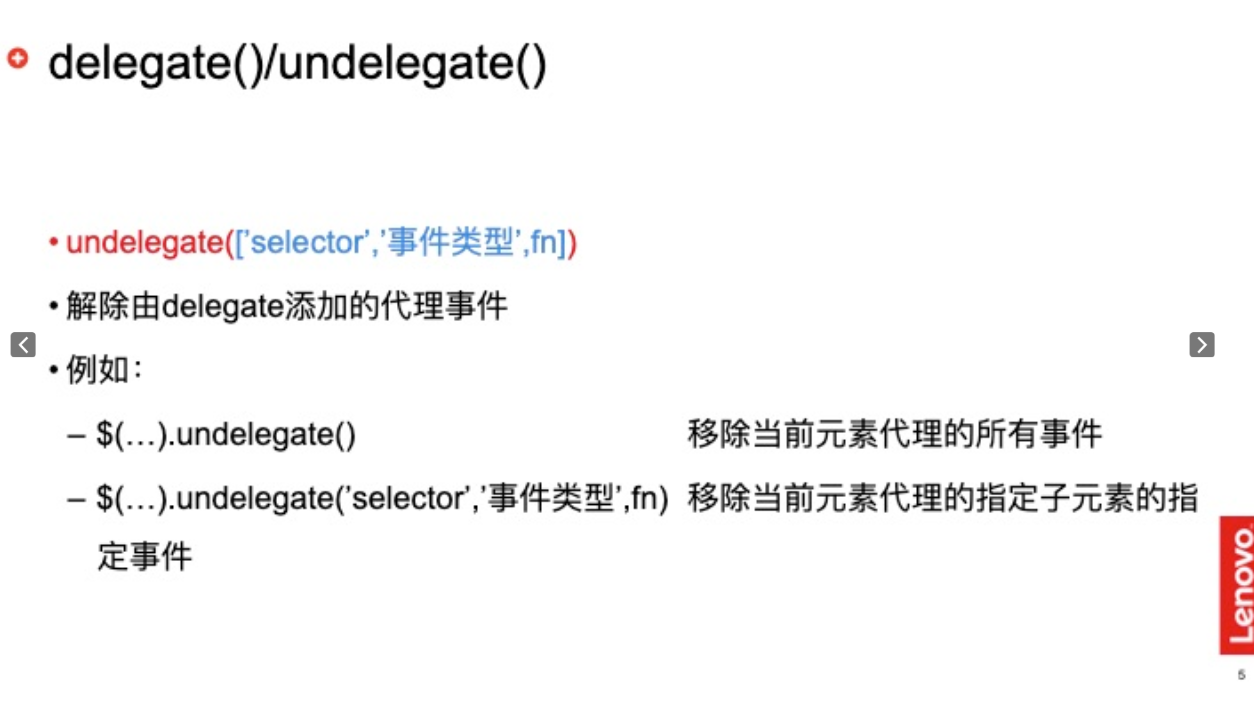 delegate()/undelegate()
• undelegate(['selector','事件类型',fn])
• 解除由delegate添加的代理事件
• 例如：
– $(…).undelegate() 移除当前元素代理的所有事件
– $(…).undelegate('selector','事件类型',fn) 移除当前元素代理的指定子元素的指
定事件
Lenovo
5